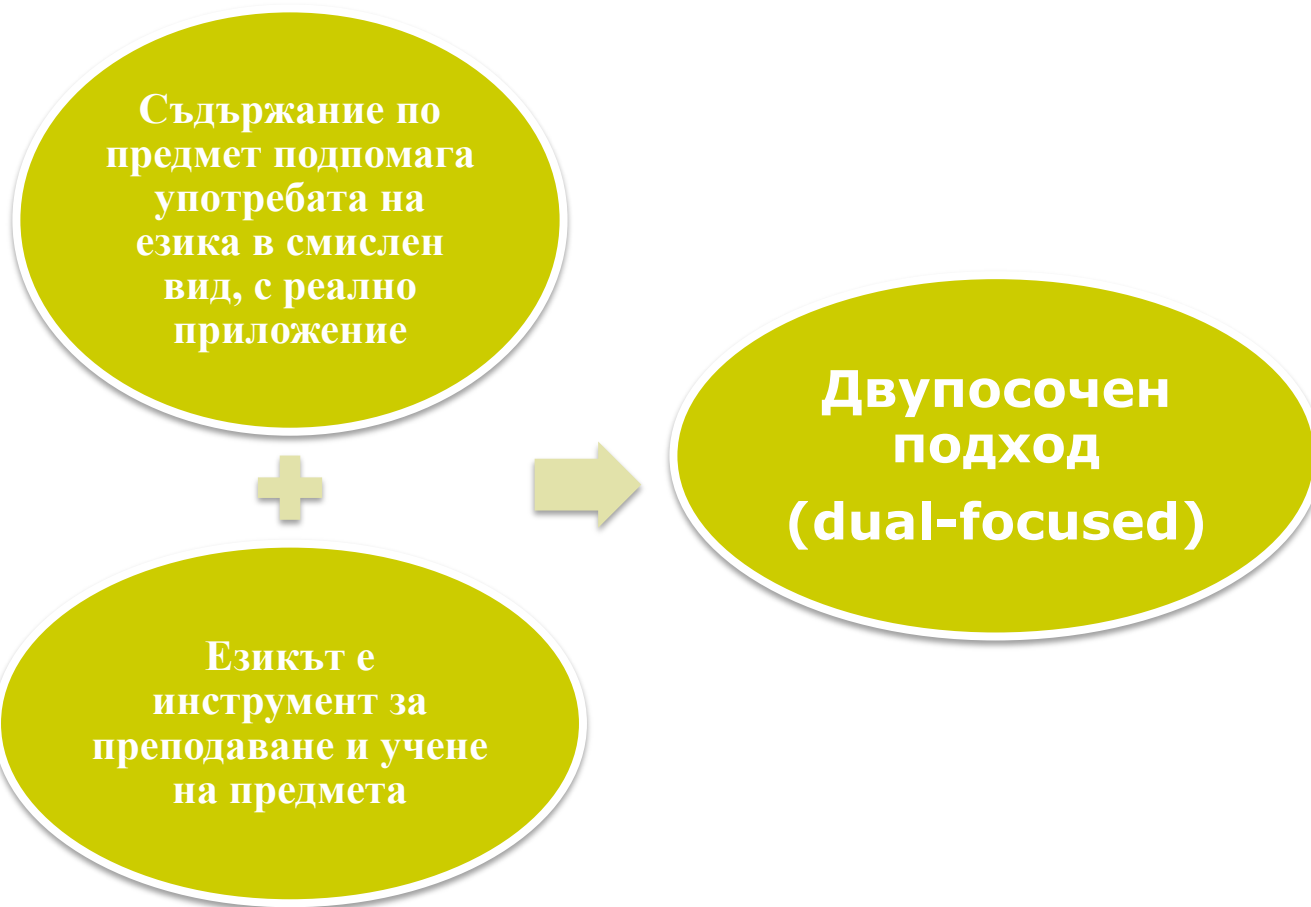 Съдържание по
предмет подпомага
употребата на
езика в смислен
вид, с реално
приложение
Езикът е
инструмент за
преподаване и учене
на предмета
Двупосочен
подход
(dual-focused)